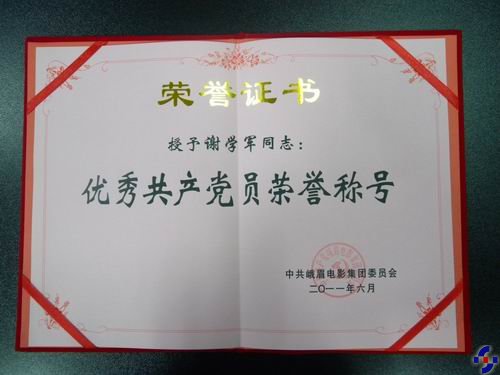 荣誉证书
授予谢学军同志：
优秀共产党员荣誉称号
中共峨眉电影集团委员会
二〇一一年六月